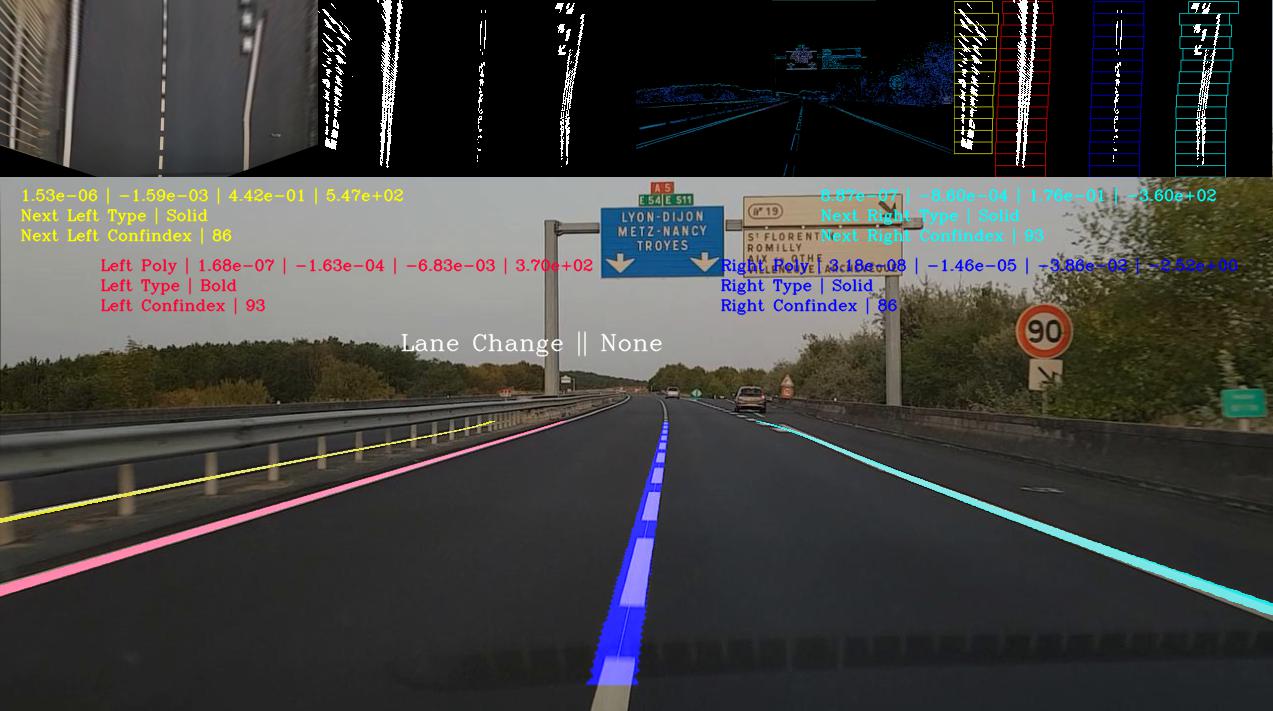 1.53e-06 | -1.59e-03 | 4.42e-01 | 5.47e+02
Next Left Type | Solid
Next Left Confindex | 86
Left Poly | 1.68e-07 | -1.63e-04 | -6.83e-03 | 3.70e+02
Left Type | Bold
Left Confindex | 93
Lane Change || None
A 5
E 54 E 511
LYON-DIJON
METZ-NANCY
TROYES
n° 19
St FLORENTIN
ROMILLY
AIX en OTHE
VILLENEUVE L'ARCHEVEQUE
8.87e-07 | -8.60e-04 | 1.76e-01 | -3.60e+02
Next Right Type | Solid
Next Right Confindex | 93
Right Poly | 3.18e-08 | -1.46e-05 | -3.86e-02 | -2.52e+00
Right Type | Solid
Right Confindex | 86
90